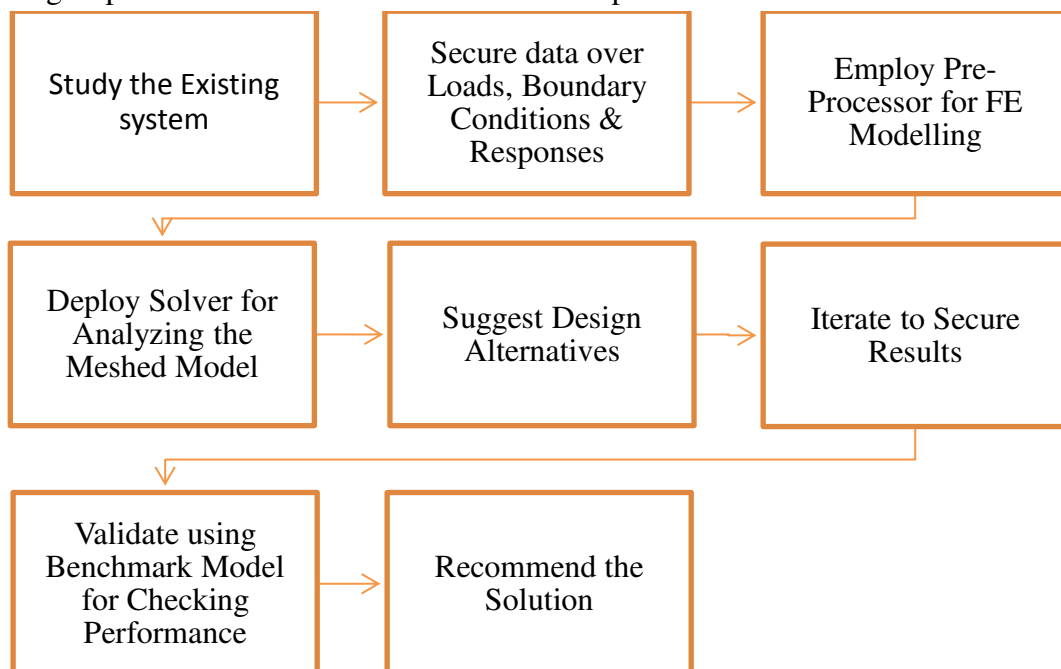 Study the Existing
system
Secure data over
Loads, Boundary
Conditions &
Responses
Employ Pre-
Processor for FE
Modelling
Deploy Solver for
Analyzing the
Meshed Model
Suggest Design
Alternatives
Iterate to Secure
Results
Validate using
Benchmark Model
for Checking
Performance
Recommend the
Solution